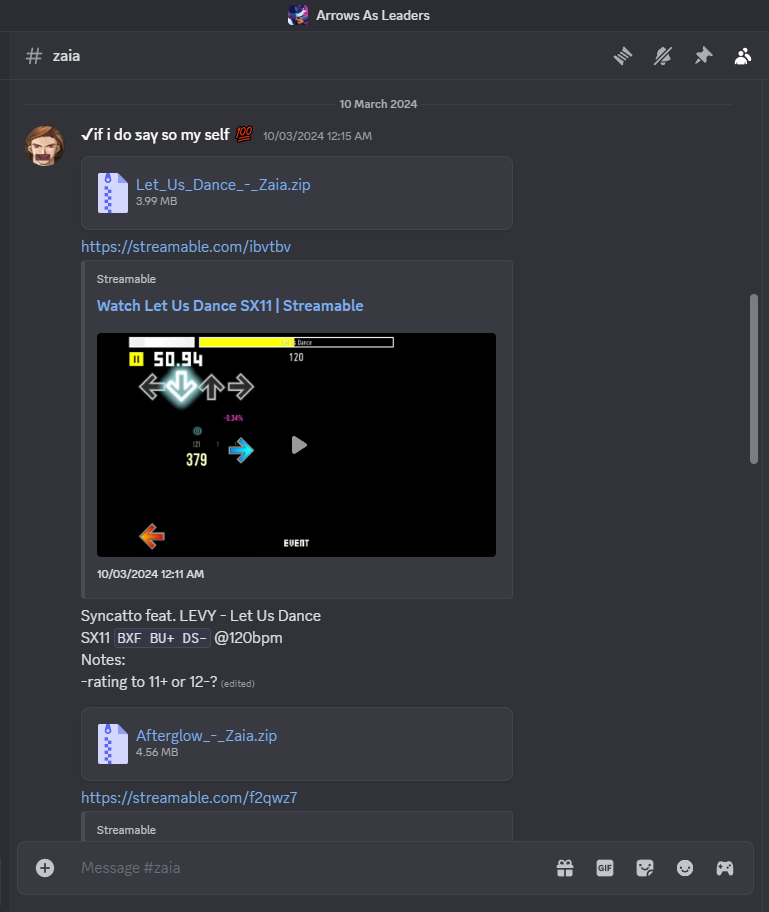 Arrows As Leaders
# zaia
10 March 2024
✓if i do say so my self 💯 10/03/2024 12:15 AM
Let_Us_Dance_-_Zaia.zip
3.99 MB
https://streamable.com/ibvtbv
Streamable
Watch Let Us Dance SX11 | Streamable
Dance
50.94
120
-0.34%
379
EVENT
10/03/2024 12:11 AM
Syncatto feat. LEVY - Let Us Dance
SX11 BXF BU+ DS- @120bpm
Notes:
-rating to 11+ or 12-? (edited)
Afterglow_-_Zaia.zip
4.56 MB
https://streamable.com/f2qwz7
Streamable
Message #zaia
GIF